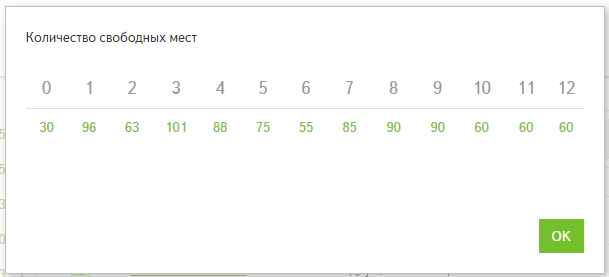 Количество свободных мест
0 1 2 3 4 5 6 7 8 9 10 11 12
30 96 63 101 88 75 55 85 90 90 60 60 60
OK